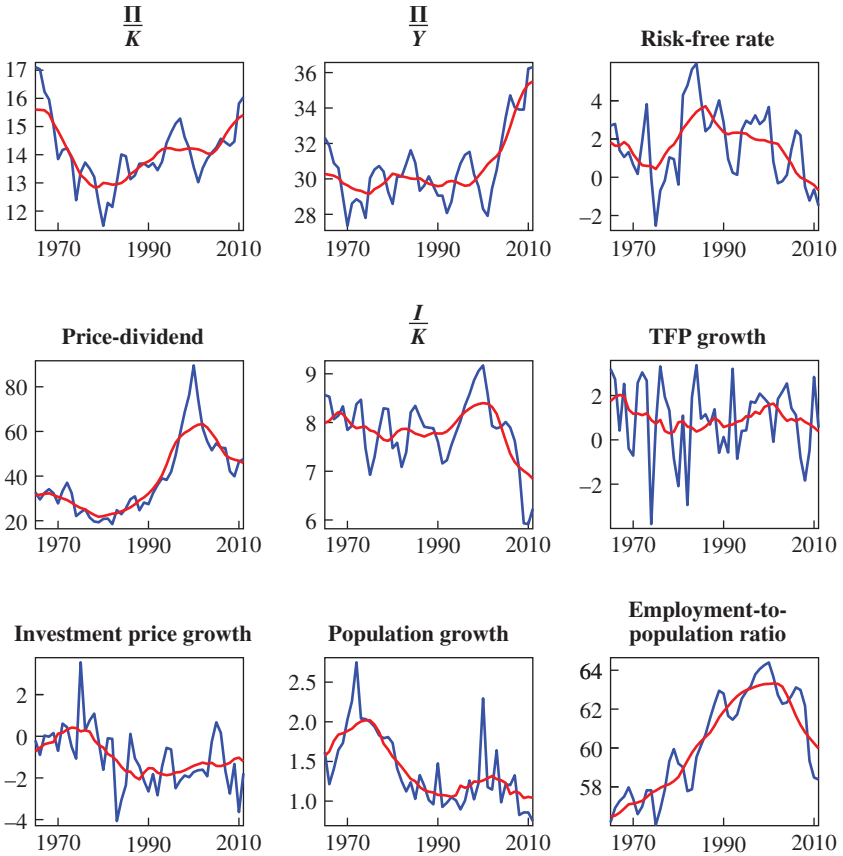 Π/K
Π/Y
Risk-free rate
17
16
15
14
13
12
1970 1990 2010
36
34
32
30
28
1970 1990 2010
4
2
0
–2
1970 1990 2010
Price-dividend
I/K
TFP growth
80
60
40
20
1970 1990 2010
9
8
7
6
1970 1990 2010
2
0
–2
1970 1990 2010
Investment price growth
Population growth
Employment-to-
population ratio
2
0
–2
–4
1970 1990 2010
2.5
2.0
1.5
1.0
1970 1990 2010
64
62
60
58
1970 1990 2010